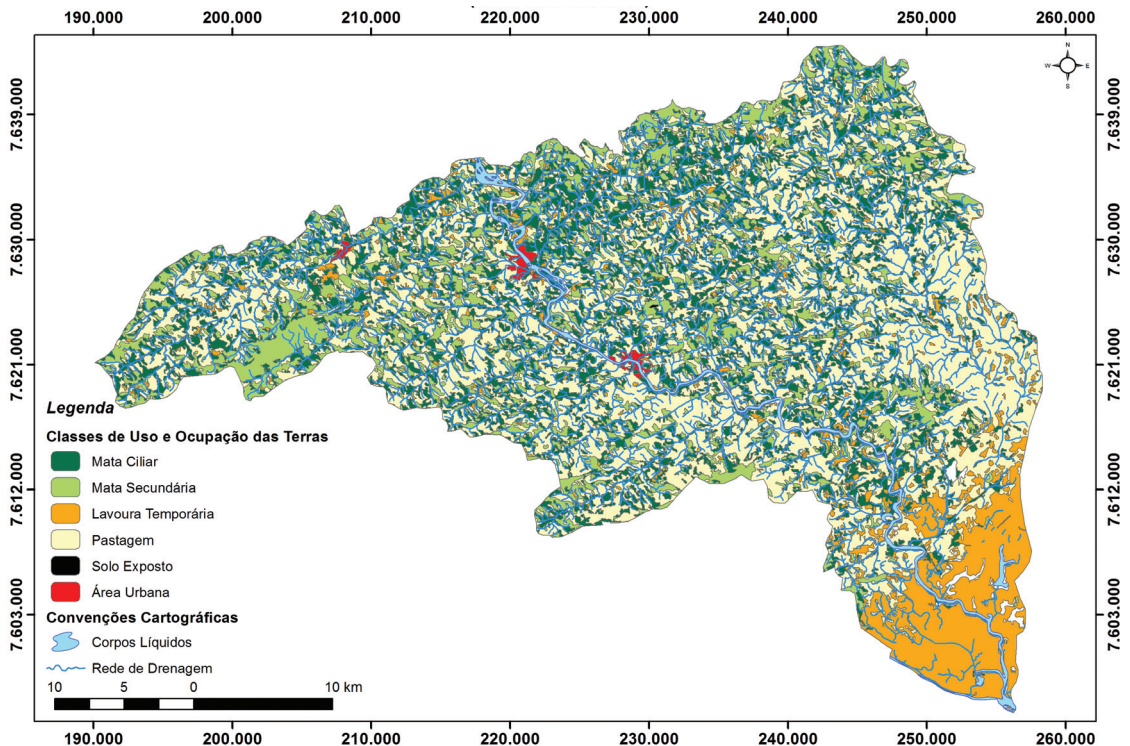 190.000 200.000 210.000 220.000 230.000 240.000 250.000 260.000
N
W E
S
7.639.000 7.639.000
7.630.000 7.630.000
7.621.000 7.621.000
7.612.000 7.612.000
7.603.000 7.603.000
Legenda
Classes de Uso e Ocupação das Terras
Mata Ciliar
Mata Secundária
Lavoura Temporária
Pastagem
Solo Exposto
Área Urbana
Convenções Cartográficas
Corpos Líquidos
Rede de Drenagem
10 5 0 10 km
190.000 200.000 210.000 220.000 230.000 240.000 250.000 260.000